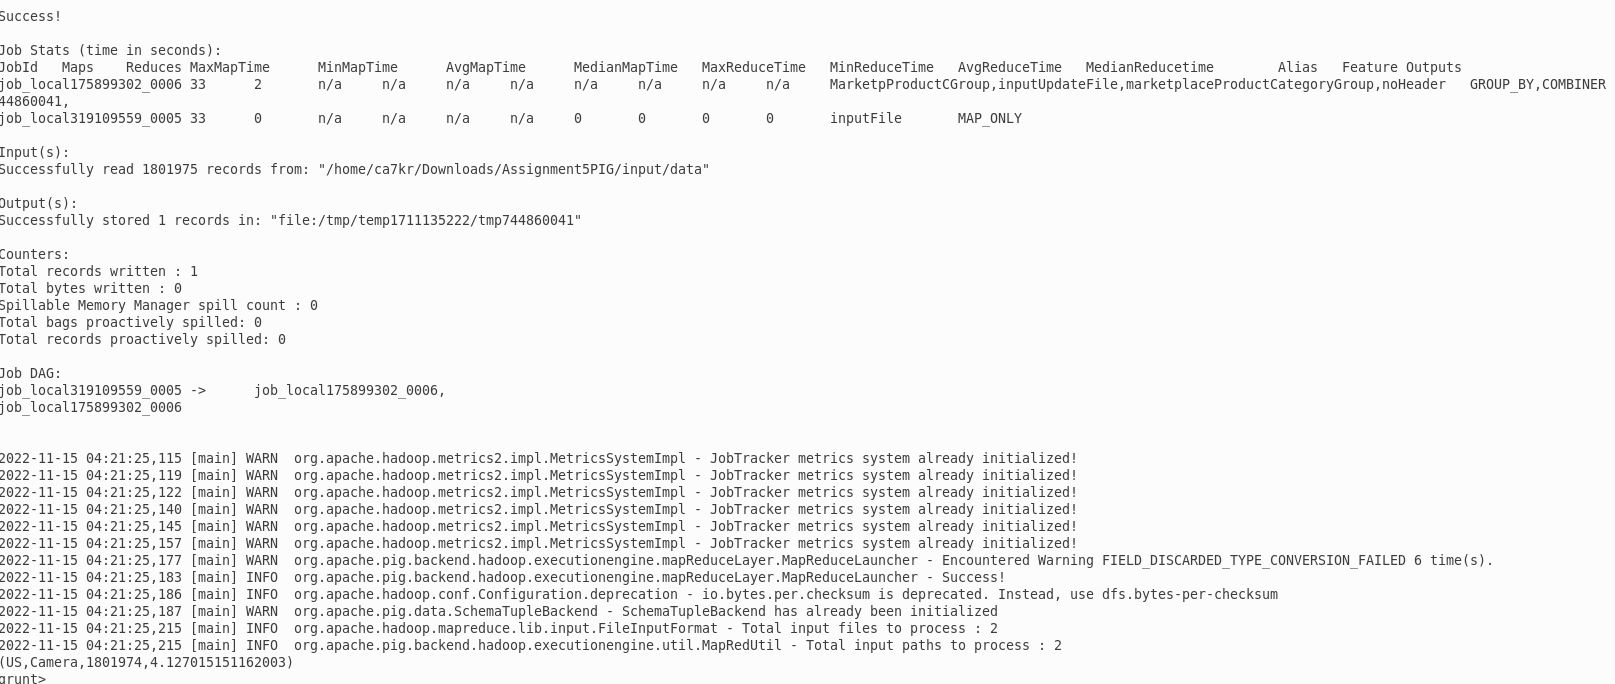 Success!
Job Stats (time in seconds):
JobId Maps Reduces MaxMapTime MinMapTime AvgMapTime MedianMapTime MaxReduceTime MinReduceTime AvgReduceTime MedianReducetime Alias Feature Outputs
job_local175899302_0006 33 2 n/a n/a n/a n/a n/a n/a n/a n/a MarketpProductCGroup,inputUpdateFile,marketplaceProductCategoryGroup,noHeader GROUP_BY,COMBINER
44860041,
job_local319109559_0005 33 0 n/a n/a n/a n/a 0 0 0 0 inputFile MAP_ONLY
Input(s):
Successfully read 1801975 records from: "/home/ca7kr/Downloads/Assignment5PIG/input/data"
Output(s):
Successfully stored 1 records in: "file:/tmp/temp1711135222/tmp744860041"
Counters:
Total records written : 1
Total bytes written : 0
Spillable Memory Manager spill count : 0
Total bags proactively spilled: 0
Total records proactively spilled: 0
Job DAG:
job_local319109559_0005 -> job_local175899302_0006,
job_local175899302_0006
2022-11-15 04:21:25,115 [main] WARN org.apache.hadoop.metrics2.impl.MetricsSystemImpl - JobTracker metrics system already initialized!
2022-11-15 04:21:25,119 [main] WARN org.apache.hadoop.metrics2.impl.MetricsSystemImpl - JobTracker metrics system already initialized!
2022-11-15 04:21:25,122 [main] WARN org.apache.hadoop.metrics2.impl.MetricsSystemImpl - JobTracker metrics system already initialized!
2022-11-15 04:21:25,140 [main] WARN org.apache.hadoop.metrics2.impl.MetricsSystemImpl - JobTracker metrics system already initialized!
2022-11-15 04:21:25,145 [main] WARN org.apache.hadoop.metrics2.impl.MetricsSystemImpl - JobTracker metrics system already initialized!
2022-11-15 04:21:25,157 [main] WARN org.apache.hadoop.metrics2.impl.MetricsSystemImpl - JobTracker metrics system already initialized!
2022-11-15 04:21:25,177 [main] WARN org.apache.pig.backend.hadoop.executionengine.mapReduceLayer.MapReduceLauncher - Encountered Warning FIELD_DISCARDED_TYPE_CONVERSION_FAILED 6 time(s).
2022-11-15 04:21:25,183 [main] INFO org.apache.pig.backend.hadoop.executionengine.mapReduceLayer.MapReduceLauncher - Success!
2022-11-15 04:21:25,186 [main] INFO org.apache.hadoop.conf.Configuration.deprecation - io.bytes.per.checksum is deprecated. Instead, use dfs.bytes-per-checksum
2022-11-15 04:21:25,187 [main] WARN org.apache.pig.data.SchemaTupleBackend - SchemaTupleBackend has already been initialized
2022-11-15 04:21:25,215 [main] INFO org.apache.hadoop.mapreduce.lib.input.FileInputFormat - Total input files to process : 2
2022-11-15 04:21:25,215 [main] INFO org.apache.pig.backend.hadoop.executionengine.util.MapRedUtil - Total input paths to process : 2
(US,Camera,1801974,4.127015151162003)
grunt>